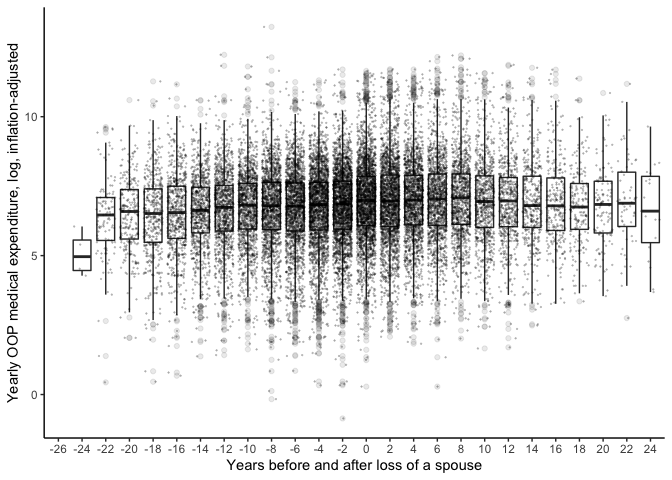 Yearly OOP medical expenditure, log, inflation-adjusted
10
5
0
-26 -24 -22 -20 -18 -16 -14 -12 -10 -8 -6 -4 -2 0 2 4 6 8 10 12 14 16 18 20 22 24
Years before and after loss of a spouse